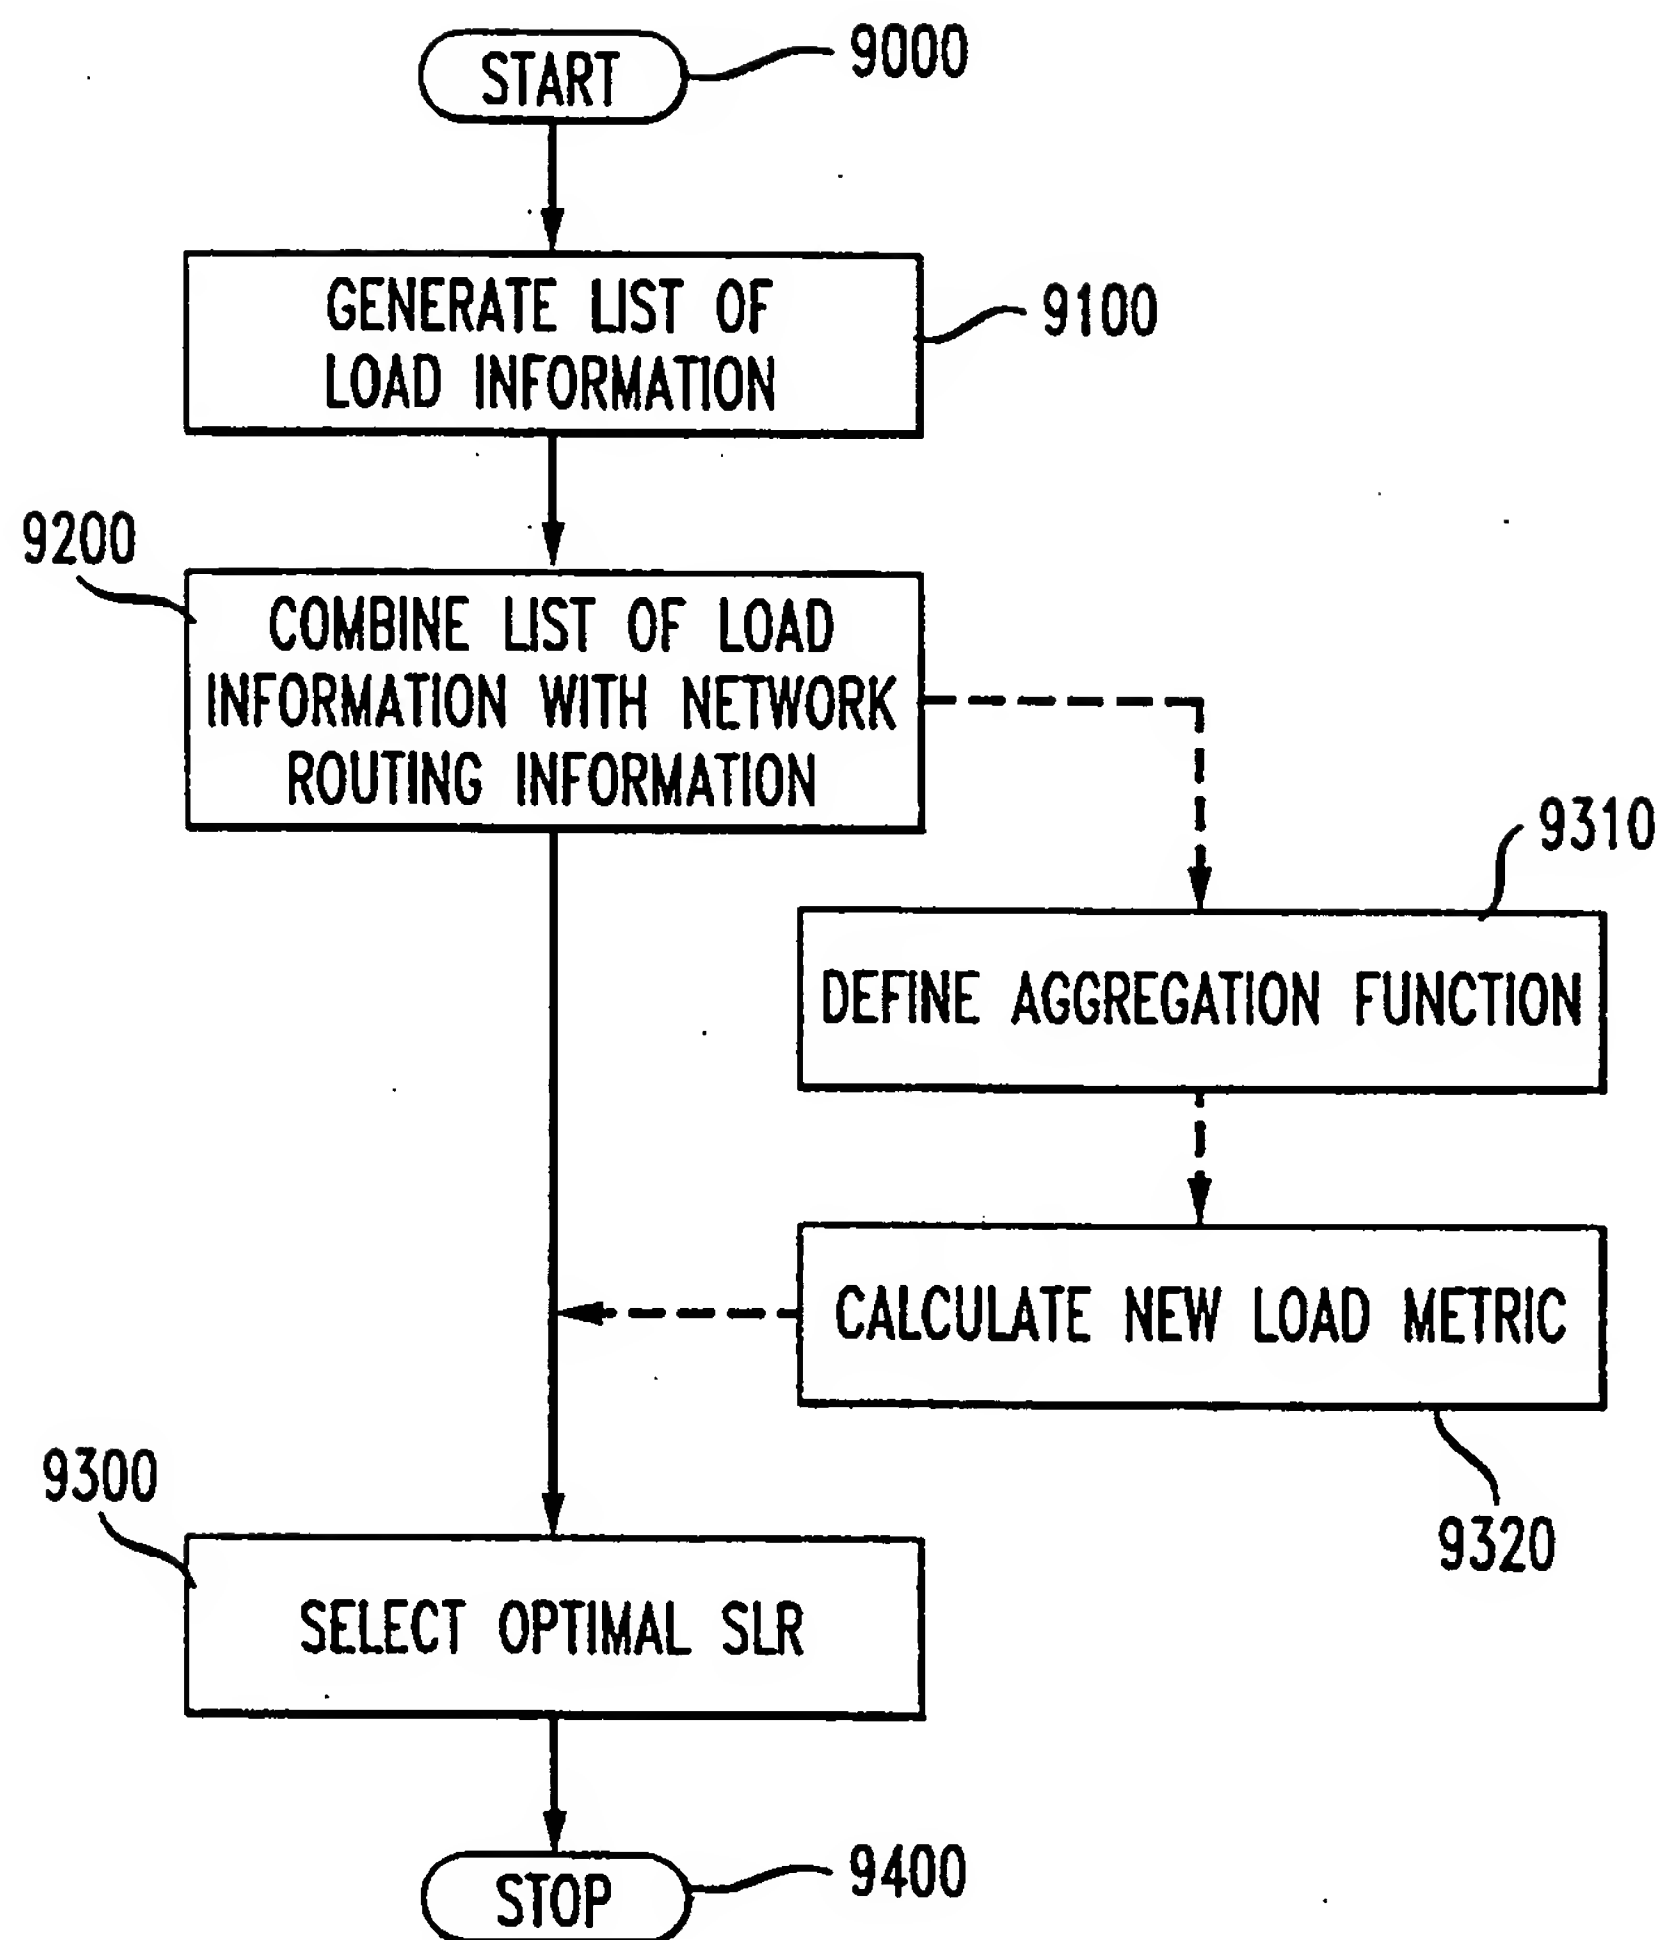 START
9000
GENERATE LIST OF
LOAD INFORMATION
9100
9200
COMBINE LIST OF LOAD
INFORMATION WITH NETWORK
ROUTING INFORMATION
9310
DEFINE AGGREGATION FUNCTION
CALCULATE NEW LOAD METRIC
9320
9300
SELECT OPTIMAL SLR
STOP
9400